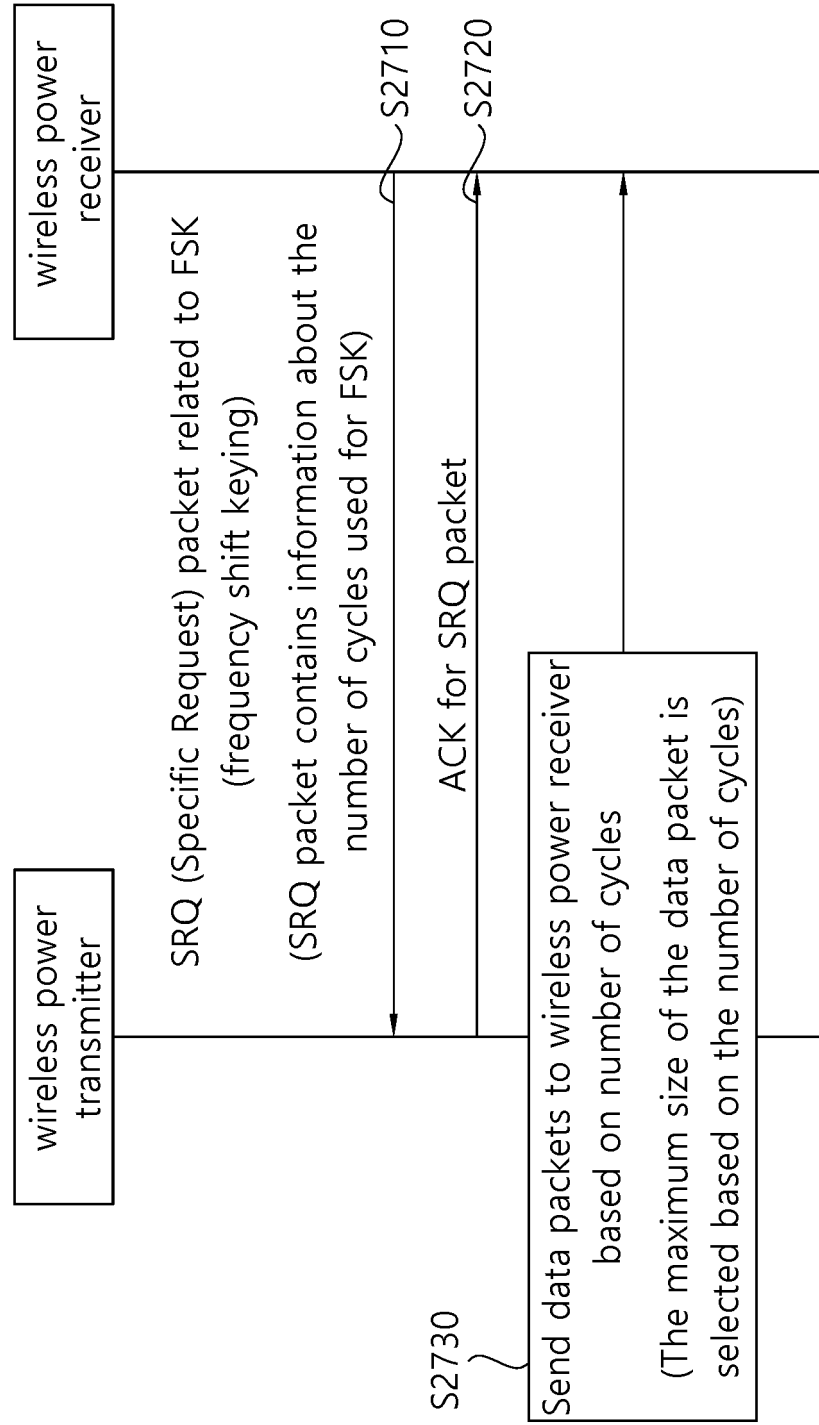 wireless power
transmitter
wireless power
receiver
SRQ (Specific Request) packet related to FSK
(frequency shift keying)
(SRQ packet contains information about the
number of cycles used for FSK)
S2710
ACK for SRQ packet
S2720
S2730
Send data packets to wireless power receiver
based on number of cycles
(The maximum size of the data packet is
selected based on the number of cycles)